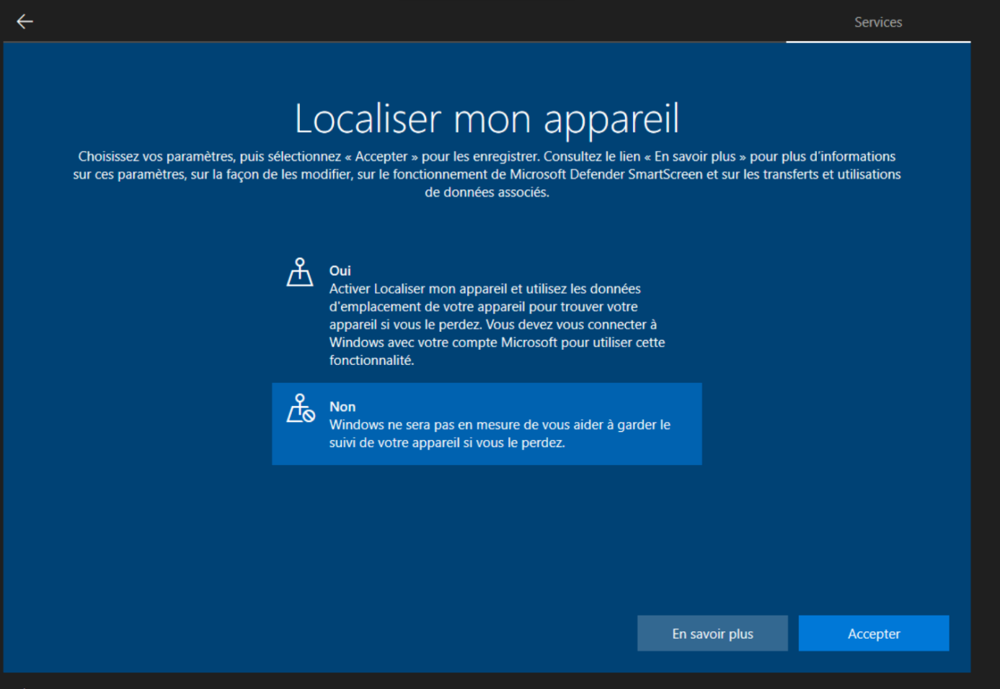 Services
Localiser mon appareil
Choisissez vos paramètres, puis sélectionnez « Accepter » pour les enregistrer. Consultez le lien « En savoir plus » pour plus d'informations
sur ces paramètres, sur la façon de les modifier, sur le fonctionnement de Microsoft Defender SmartScreen et sur les transferts et utilisations
de données associés.
Oui
Activer Localiser mon appareil et utilisez les données
d'emplacement de votre appareil pour trouver votre
appareil si vous le perdez. Vous devez vous connecter à
Windows avec votre compte Microsoft pour utiliser cette
fonctionnalité.
Non
Windows ne sera pas en mesure de vous aider à garder le
suivi de votre appareil si vous le perdez.
En savoir plus
Accepter